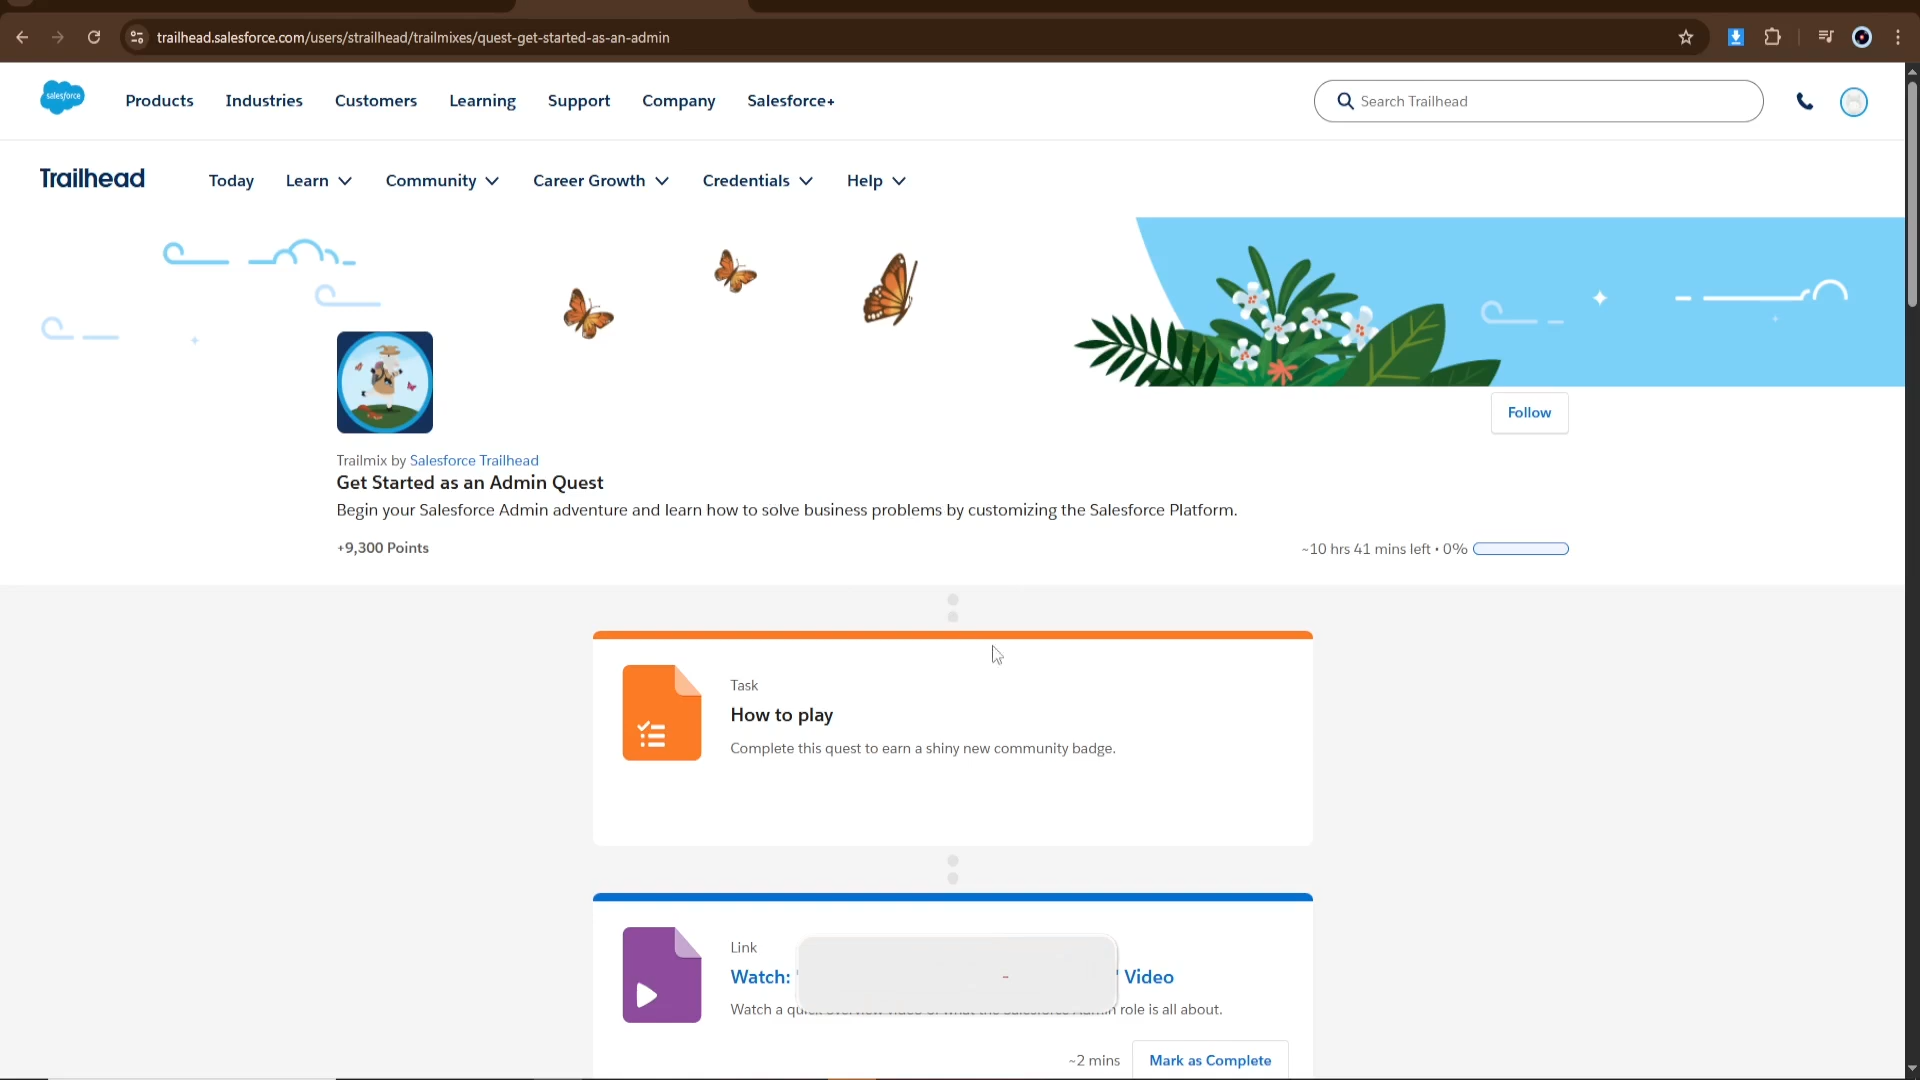 trailhead.salesforce.com/users/strailhead/trailmixes/quest-get-started-as-an-admin
salesforce
Products Industries Customers Learning Support Company Salesforce+
Search Trailhead
Trailhead
Today Learn Community Career Growth Credentials Help
Follow
Trailmix by Salesforce Trailhead
Get Started as an Admin Quest
Begin your Salesforce Admin adventure and learn how to solve business problems by customizing the Salesforce Platform.
+9,300 Points
~10 hrs 41 mins left • 0%
Task
How to play
Complete this quest to earn a shiny new community badge.
Link
Watch: ' ' Video
Watch a role is all about.
~2 mins
Mark as Complete